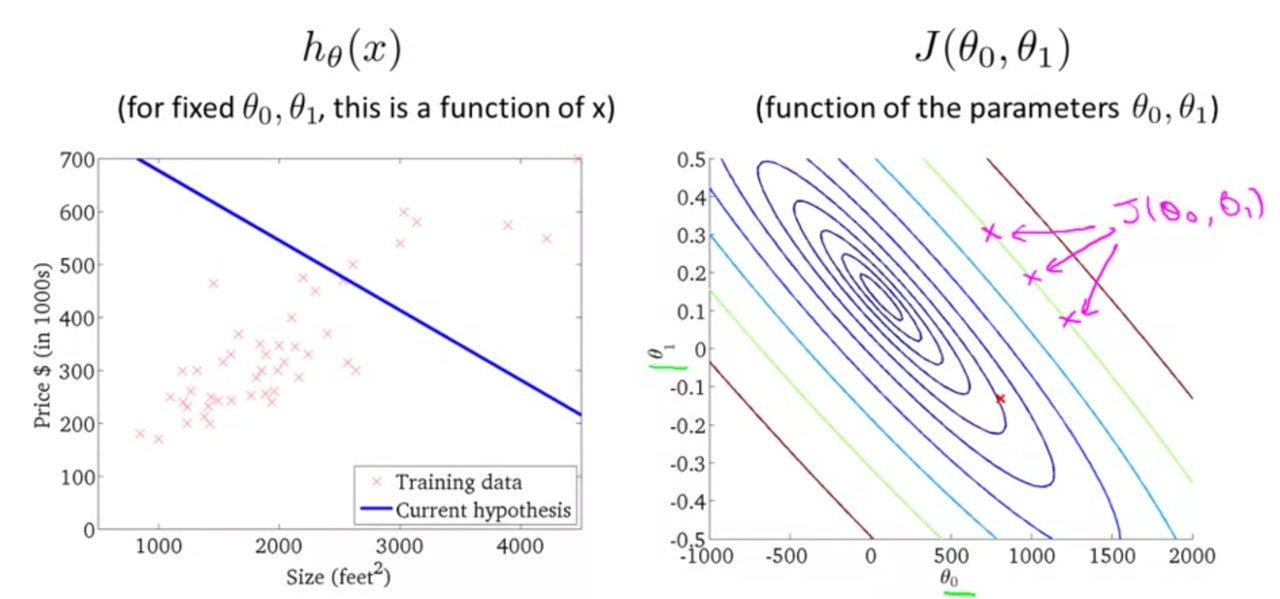 hθ(x)
(for fixed θ0, θ1, this is a function of x)
700
600
500
400
300
200
100
0
Price $ (in 1000s)
1000 2000 3000 4000
Size (feet²)
Training data
Current hypothesis
J(θ0, θ1)
(function of the parameters θ0, θ1)
0.5
0.4
0.3
0.2
0.1
0
-0.1
-0.2
-0.3
-0.4
-0.5
θ1
-1000 -500 0 500 1000 1500 2000
θ0
J(θ0, θ1)